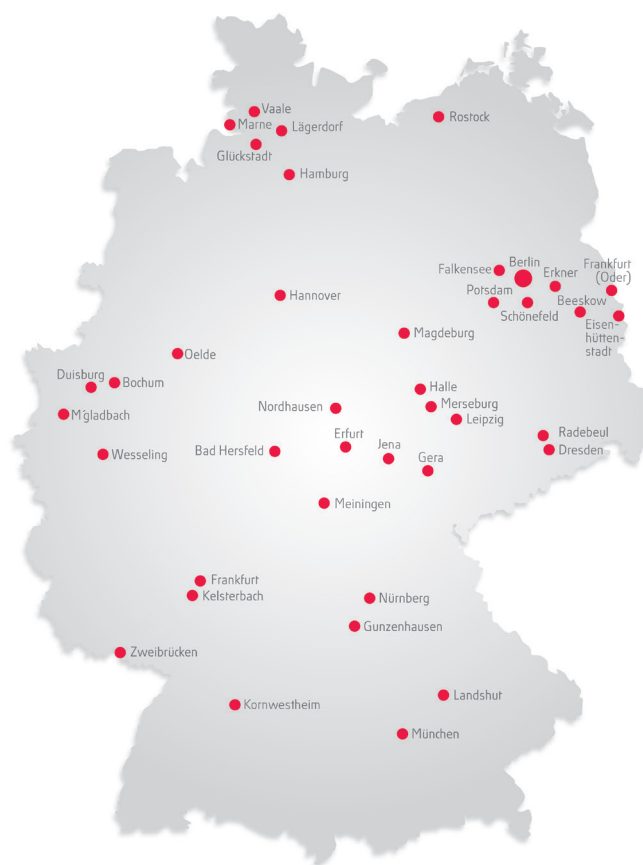 Vaale
Marne
Lägerdorf
Rostock
Glückstadt
Hamburg
Berlin
Falkensee
Erkner
Frankfurt
(Oder)
Potsdam
Beeskow
Hannover
Schönefeld
Eisen-
hütten-
stadt
Magdeburg
Oelde
Duisburg
Bochum
Halle
Nordhausen
Merseburg
M'gladbach
Leipzig
Erfurt
Radebeul
Bad Hersfeld
Jena
Wesseling
Gera
Dresden
Meiningen
Frankfurt
Kelsterbach
Nürnberg
Gunzenhausen
Zweibrücken
Landshut
Kornwestheim
München